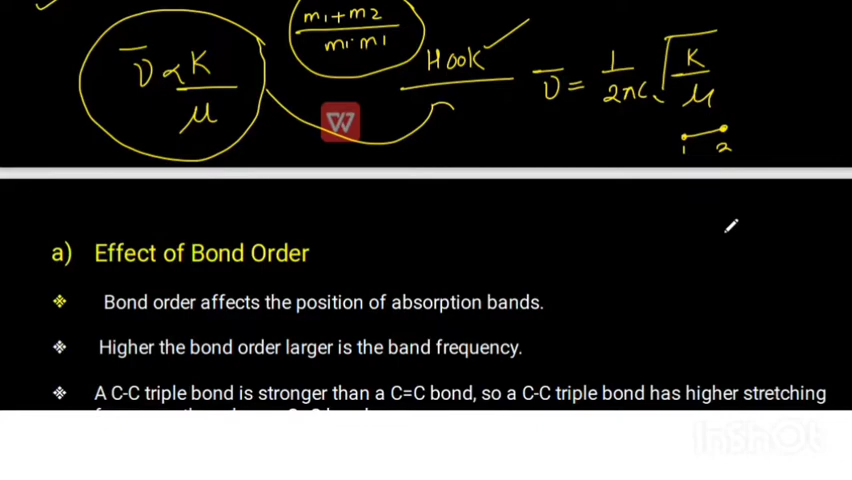 m1+m2
m1·m1
ν̅ ∝ K
μ
Hook
ν̅ = 1/2πc √K/μ
1 2
a) Effect of Bond Order
❖ Bond order affects the position of absorption bands.
❖ Higher the bond order larger is the band frequency.
❖ A C-C triple bond is stronger than a C=C bond, so a C-C triple bond has higher stretching
InShot